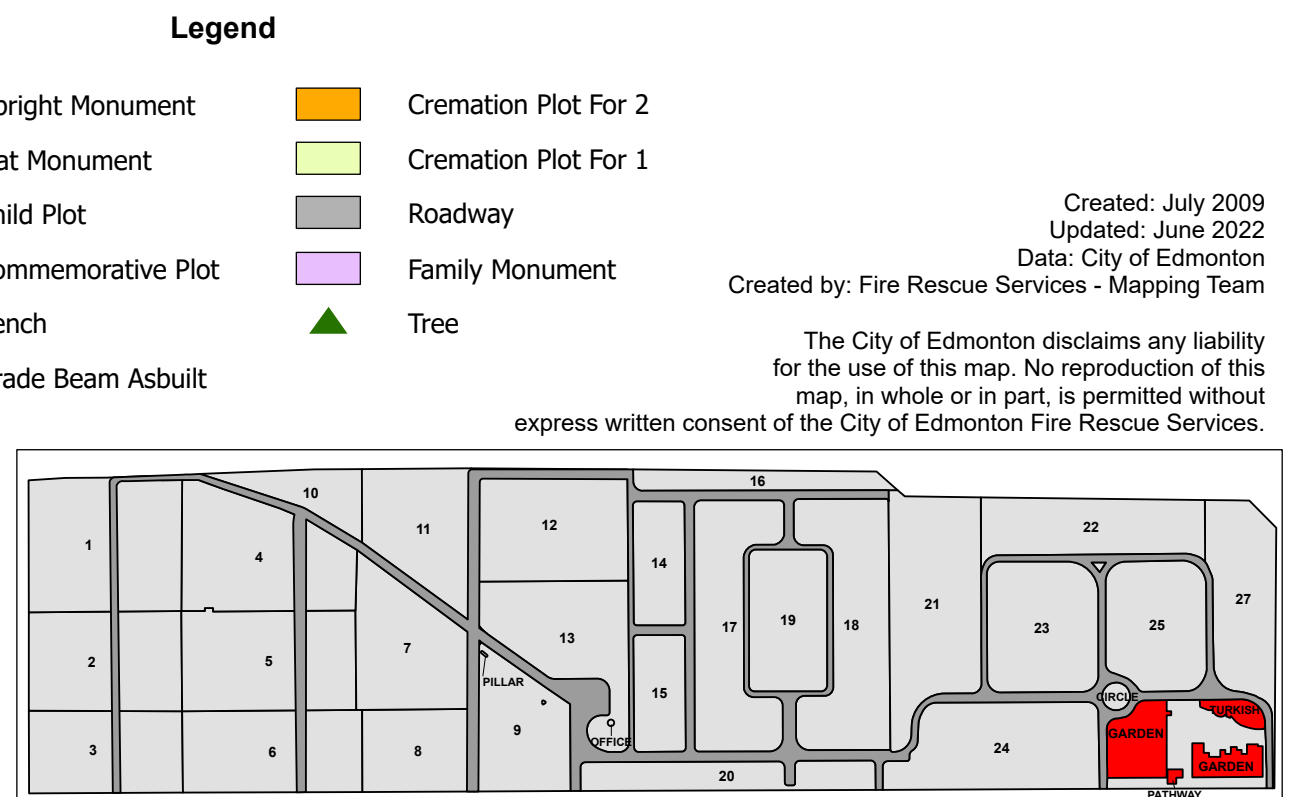 Legend
pright Monument
Cremation Plot For 2
at Monument
Cremation Plot For 1
hild Plot
Roadway
ommemorative Plot
Family Monument
ench
Tree
rade Beam Asbuilt
Created: July 2009
Updated: June 2022
Data: City of Edmonton
Created by: Fire Rescue Services - Mapping Team
The City of Edmonton disclaims any liability
for the use of this map. No reproduction of this
map, in whole or in part, is permitted without
express written consent of the City of Edmonton Fire Rescue Services.
1
2
3
4
5
6
7
8
9
10
11
12
13
14
15
16
17
18
19
20
21
22
23
24
25
27
PILLAR
OFFICE
CIRCLE
GARDEN
TURKISH
GARDEN
PATHWAY